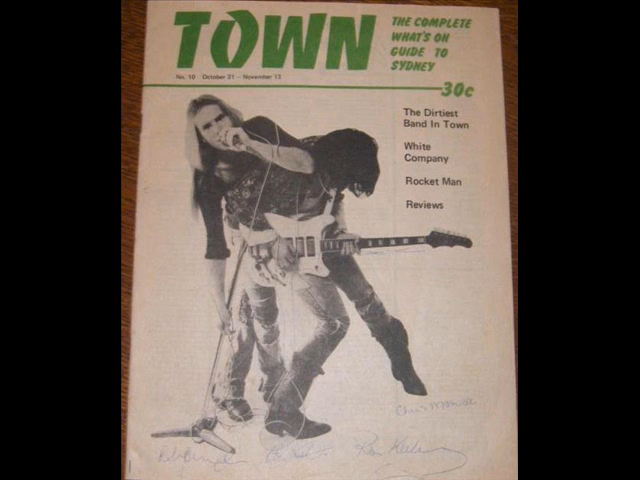 TOWN
THE COMPLETE
WHAT'S ON
GUIDE TO
SYDNEY
No. 10 October 31 – November 13
30c
The Dirtiest
Band In Town
White
Company
Rocket Man
Reviews